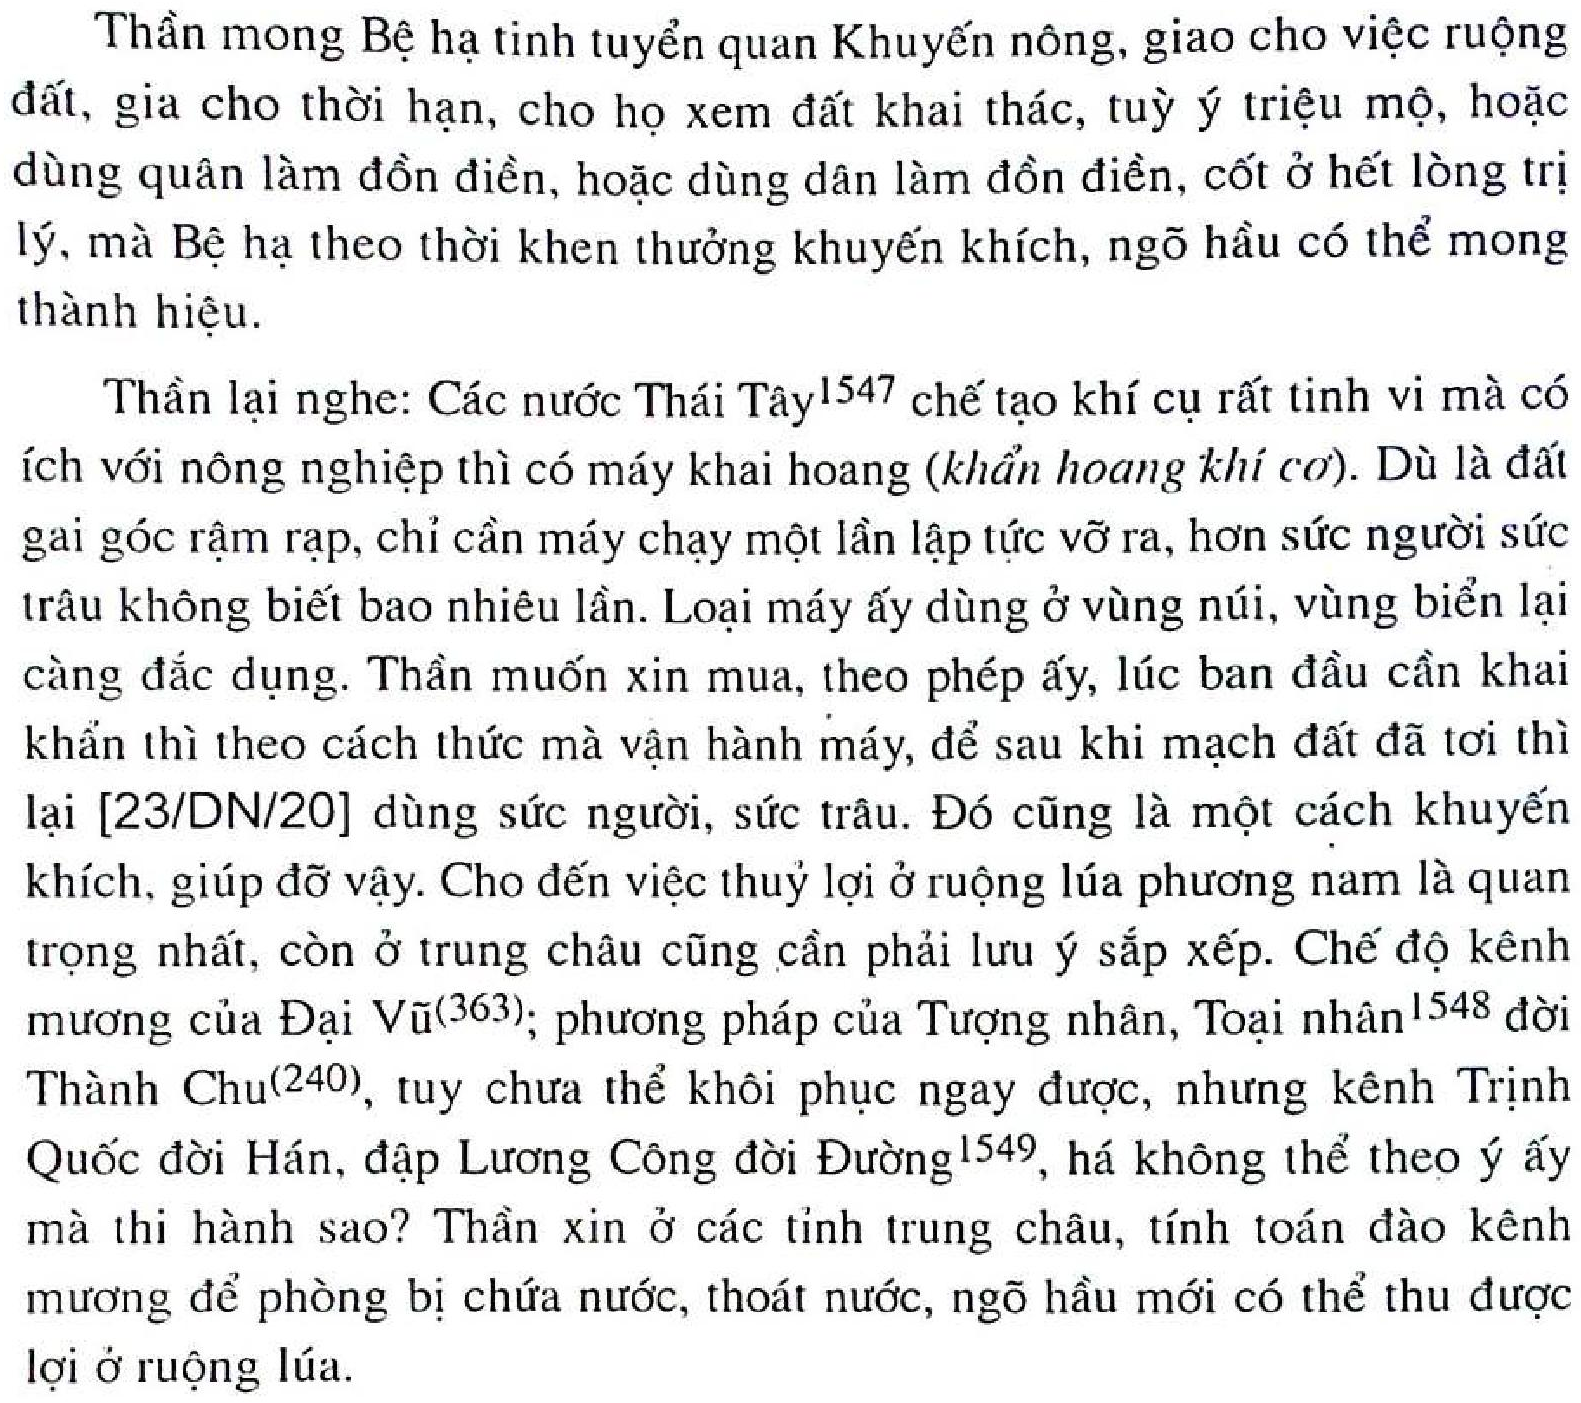 Thần mong Bệ hạ tinh tuyển quan Khuyến nông, giao cho việc ruộng
đất, gia cho thời hạn, cho họ xem đất khai thác, tuỳ ý triệu mộ, hoặc
dùng quân làm đồn điền, hoặc dùng dân làm đồn điền, cốt ở hết lòng trị
lý, mà Bệ hạ theo thời khen thưởng khuyến khích, ngõ hầu có thể mong
thành hiệu.
Thần lại nghe: Các nước Thái Tây1547 chế tạo khí cụ rất tinh vi mà có
ích với nông nghiệp thì có máy khai hoang (khẩn hoang khí cơ). Dù là đất
gai góc rậm rạp, chỉ cần máy chạy một lần lập tức vỡ ra, hơn sức người sức
trâu không biết bao nhiêu lần. Loại máy ấy dùng ở vùng núi, vùng biển lại
càng đắc dụng. Thần muốn xin mua, theo phép ấy, lúc ban đầu cần khai
khẩn thì theo cách thức mà vận hành máy, để sau khi mạch đất đã tơi thì
lại [23/DN/20] dùng sức người, sức trâu. Đó cũng là một cách khuyến
khích, giúp đỡ vậy. Cho đến việc thuỷ lợi ở ruộng lúa phương nam là quan
trọng nhất, còn ở trung châu cũng cần phải lưu ý sắp xếp. Chế độ kênh
mương của Đại Vũ(363); phương pháp của Tượng nhân, Toại nhân1548 đời
Thành Chu(240), tuy chưa thể khôi phục ngay được, nhưng kênh Trịnh
Quốc đời Hán, đập Lương Công đời Đường1549, há không thể theo ý ấy
mà thi hành sao? Thần xin ở các tỉnh trung châu, tính toán đào kênh
mương để phòng bị chứa nước, thoát nước, ngõ hầu mới có thể thu được
lợi ở ruộng lúa.